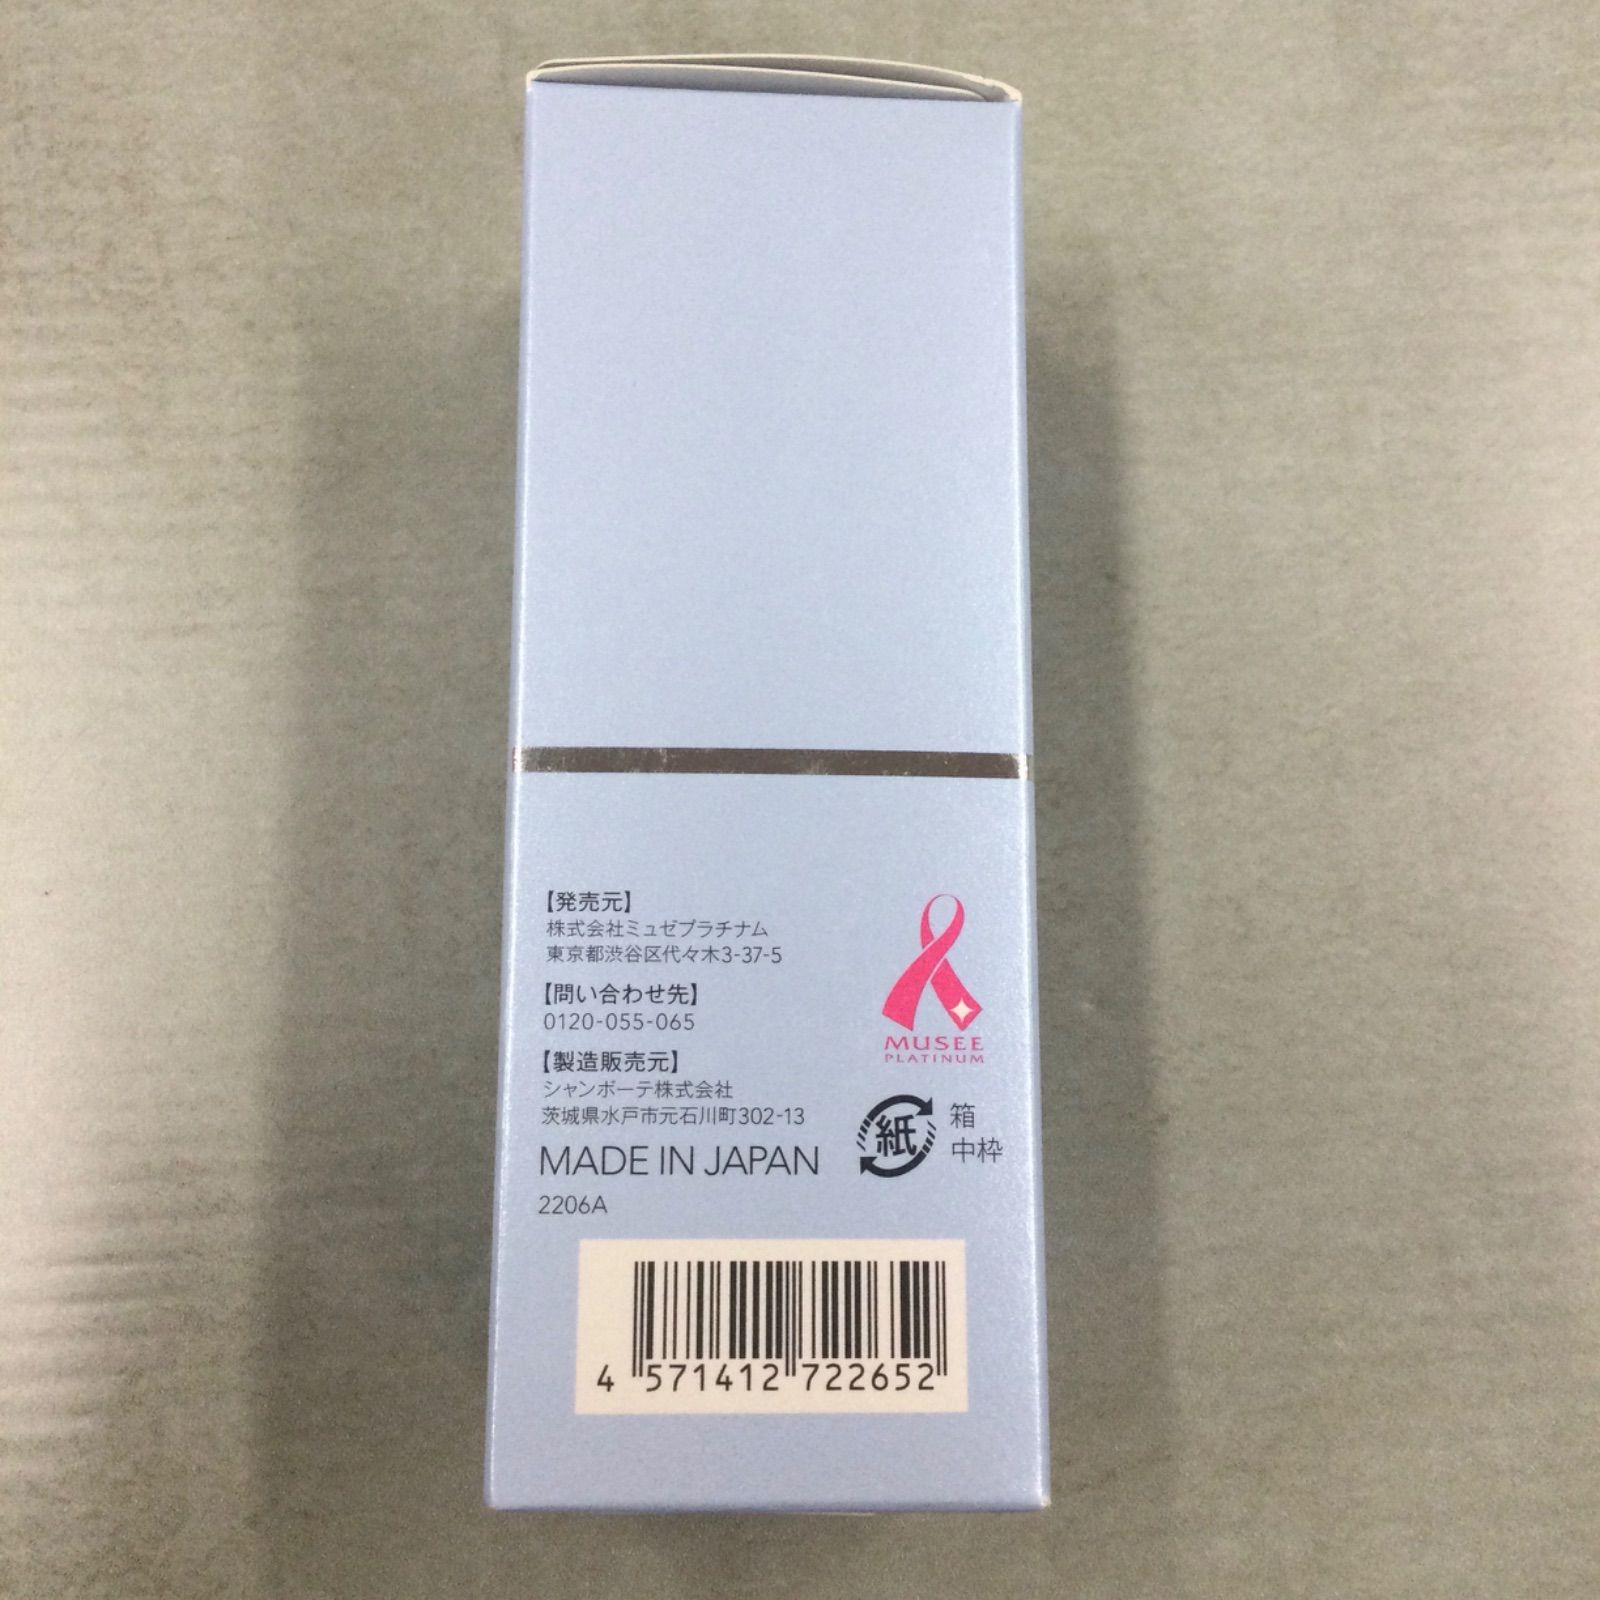 【発売元】
株式会社ミュゼプラチナム
東京都渋谷区代々木3-37-5
【問い合わせ先】
0120-055-065
【製造販売元】
シャンボーテ株式会社
茨城県水戸市元石川町302-13
MADE IN JAPAN
2206A
MUSEE
PLATINUM
紙
箱
中枠
4 571412 722652